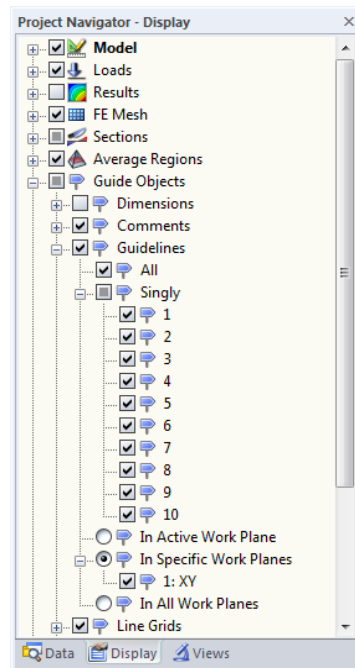 Project Navigator - Display
Model
Loads
Results
FE Mesh
Sections
Average Regions
Guide Objects
Dimensions
Comments
Guidelines
All
Singly
1
2
3
4
5
6
7
8
9
10
In Active Work Plane
In Specific Work Planes
1: XY
In All Work Planes
Line Grids
Data Display Views